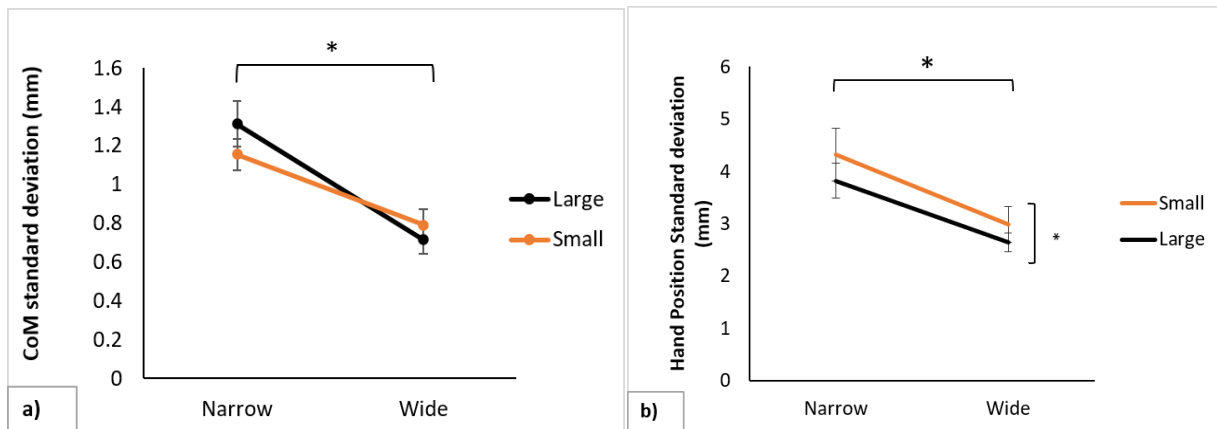 *
CoM standard deviation (mm)
1.6
1.4
1.2
1
0.8
0.6
0.4
0.2
0
Narrow
Wide
Large
Small
a)
*
Hand Position Standard deviation
(mm)
6
5
4
3
2
1
0
Narrow
Wide
Small
Large
*
b)